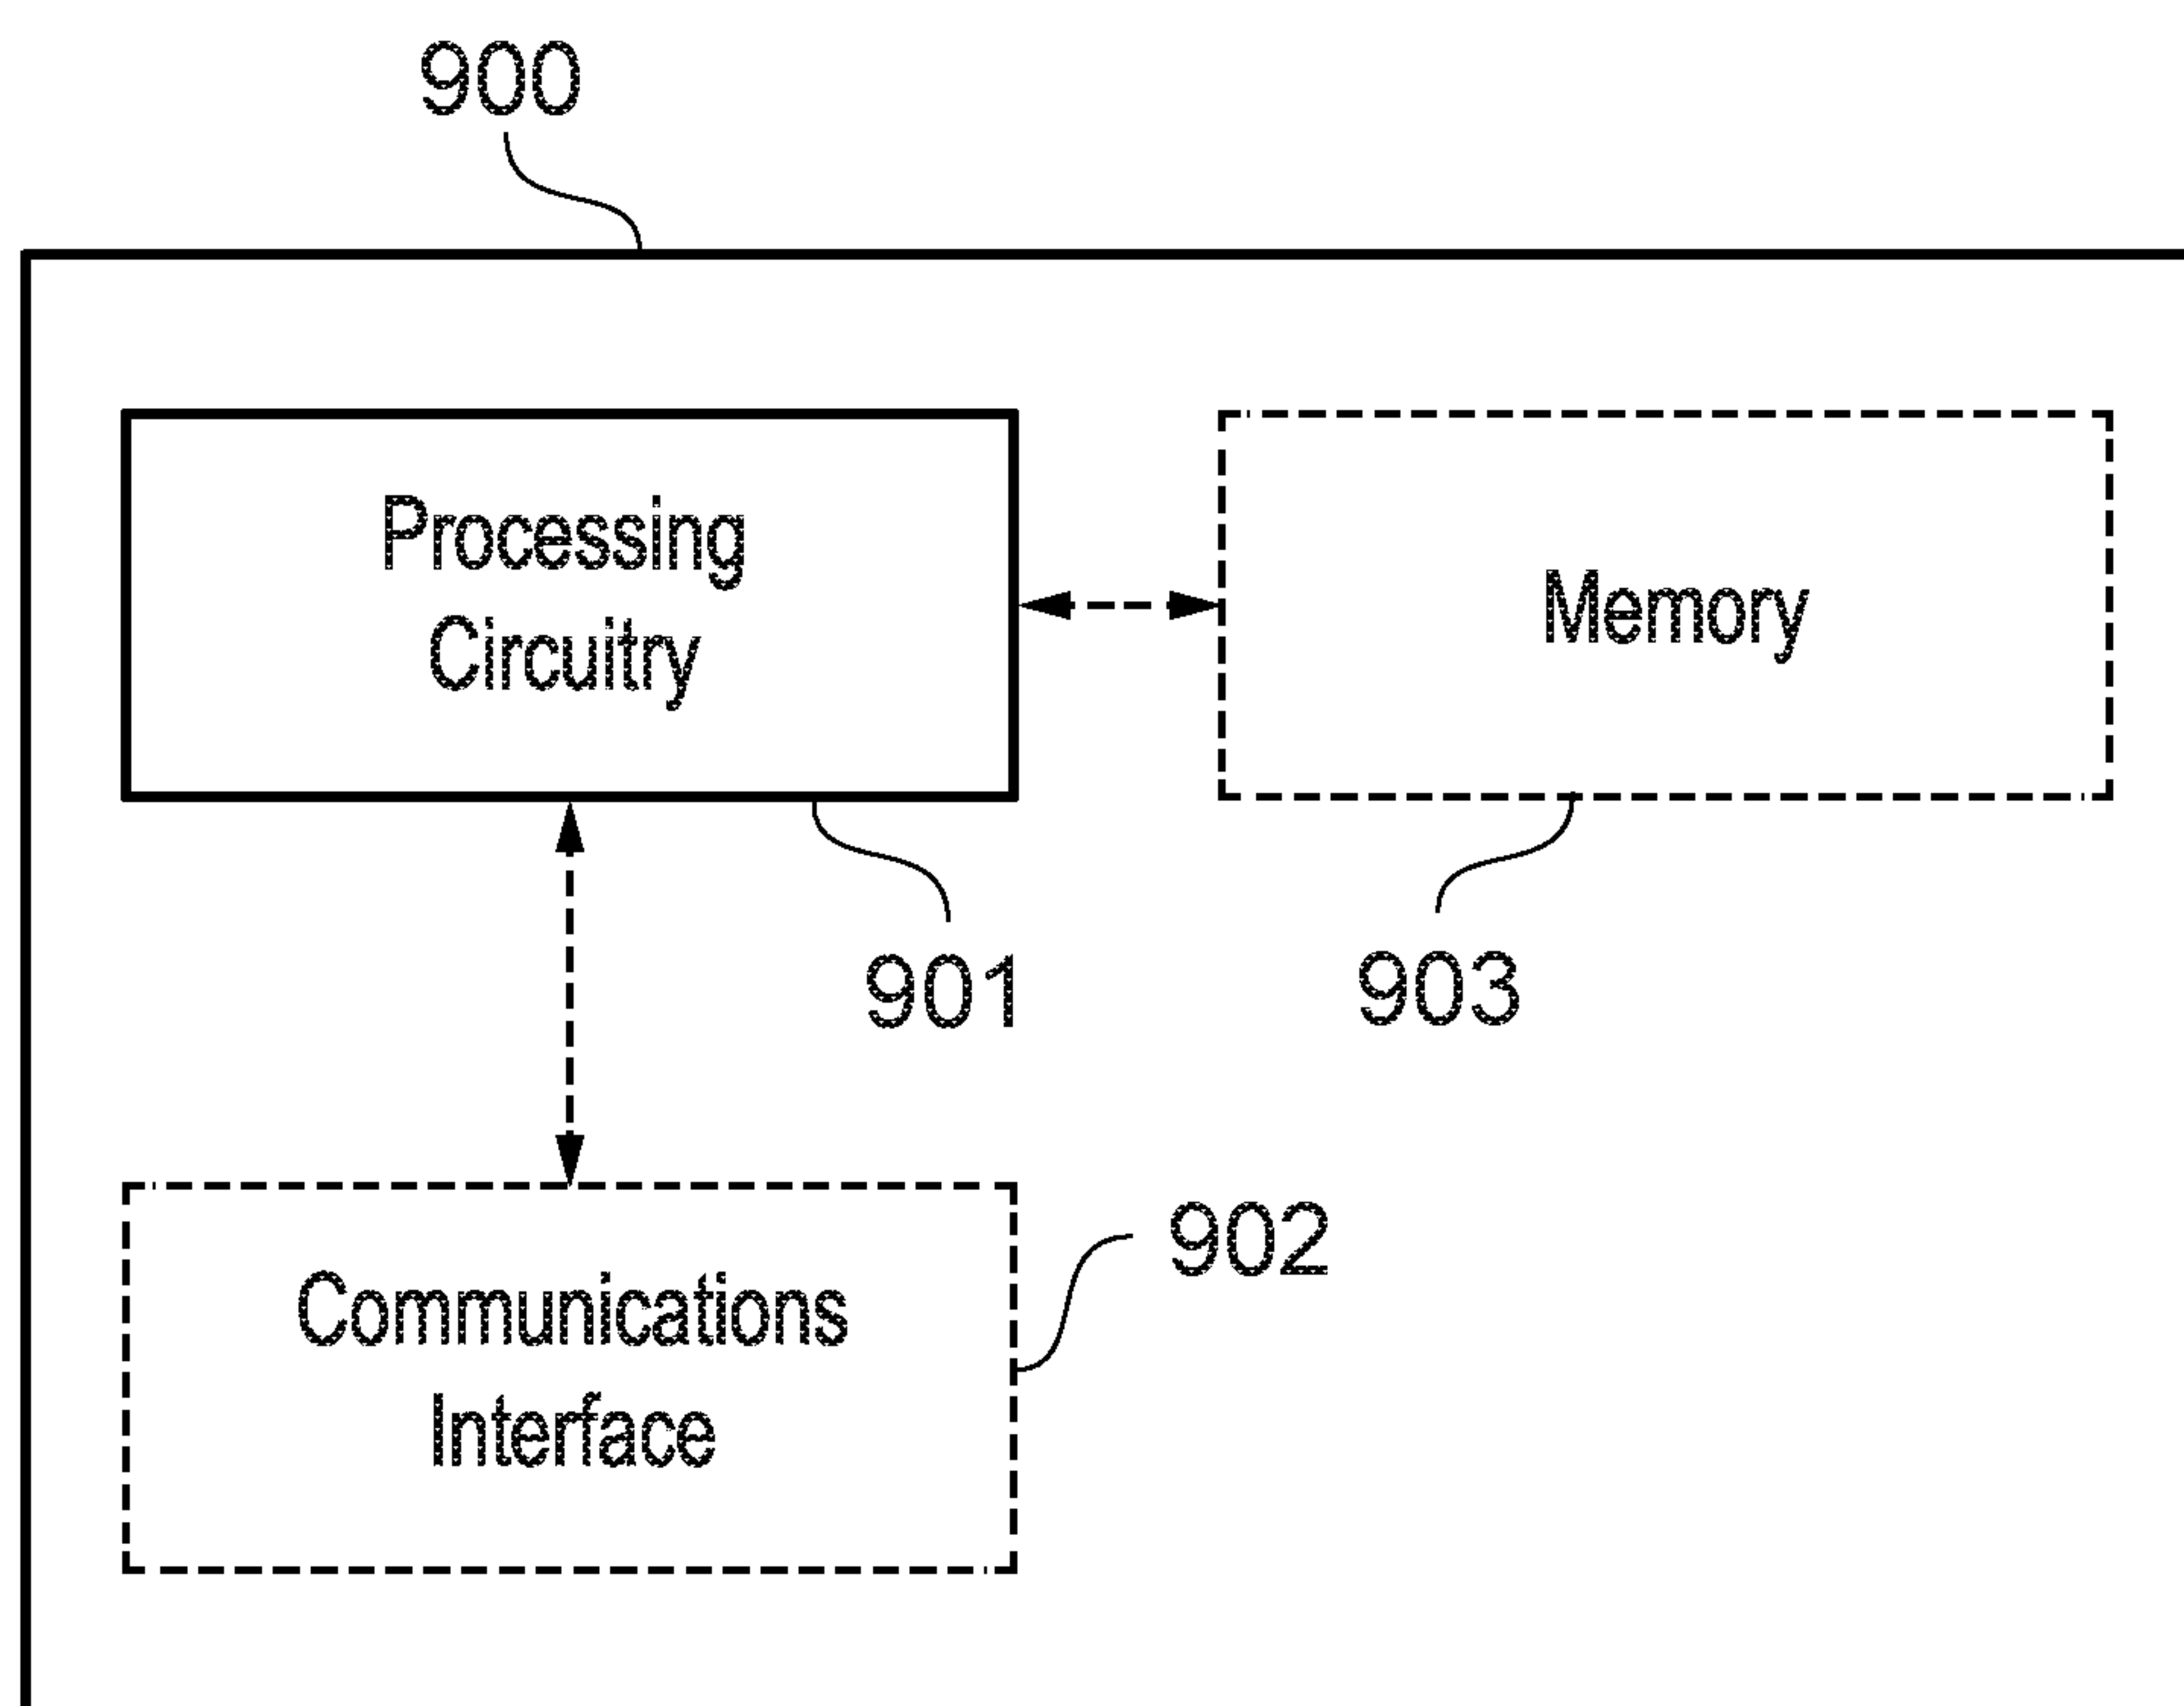 900
Processing
Circuitry
Memory
901
903
902
Communications
Interface